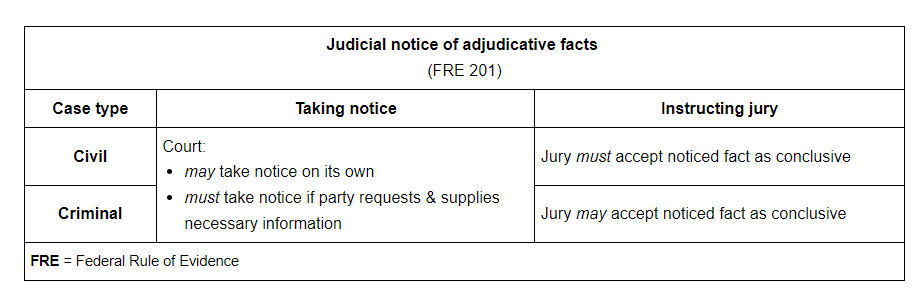 Judicial notice of adjudicative facts
(FRE 201)
Case type
Taking notice
Instructing jury
Civil
Court:
• may take notice on its own
• must take notice if party requests & supplies
necessary information
Jury must accept noticed fact as conclusive
Criminal
Jury may accept noticed fact as conclusive
FRE = Federal Rule of Evidence